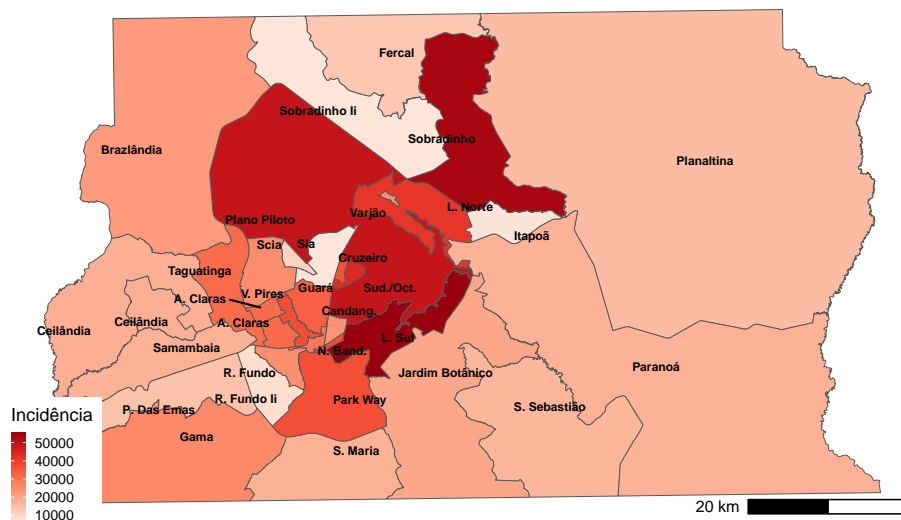 Fercal
Sobradinho Ii
Sobradinho
Brazlândia
Planaltina
L. Norte
Varjão
Plano Piloto
Itapoã
Scia
Sia
Cruzeiro
Taguatinga
Guará
Sud./Oct.
V. Pires
A. Claras
Candang.
Ceilândia
A. Claras
Ceilândia
L. Sul
Samambaia
N. Band.
Paranoá
R. Fundo
Jardim Botânico
R. Fundo Ii
Park Way
P. Das Emas
S. Sebastião
Gama
S. Maria
Incidência
50000
40000
30000
20000
10000
20 km